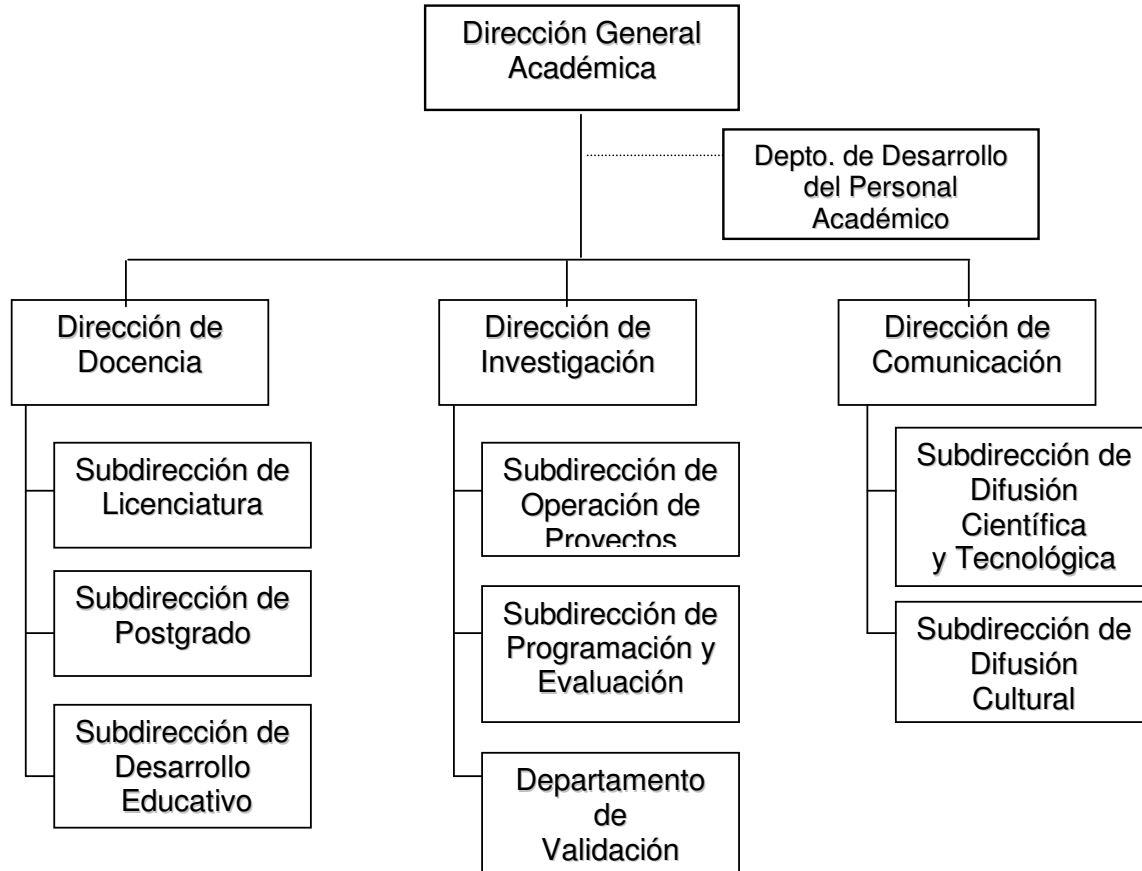 Dirección General
Académica
Depto. de Desarrollo
del Personal
Académico
Dirección de
Docencia
Dirección de
Investigación
Dirección de
Comunicación
Subdirección de
Licenciatura
Subdirección de
Postgrado
Subdirección de
Desarrollo
Educativo
Subdirección de
Operación de
Proyectos
Subdirección de
Programación y
Evaluación
Departamento
de
Validación
Subdirección de
Difusión
Científica
y Tecnológica
Subdirección de
Difusión
Cultural